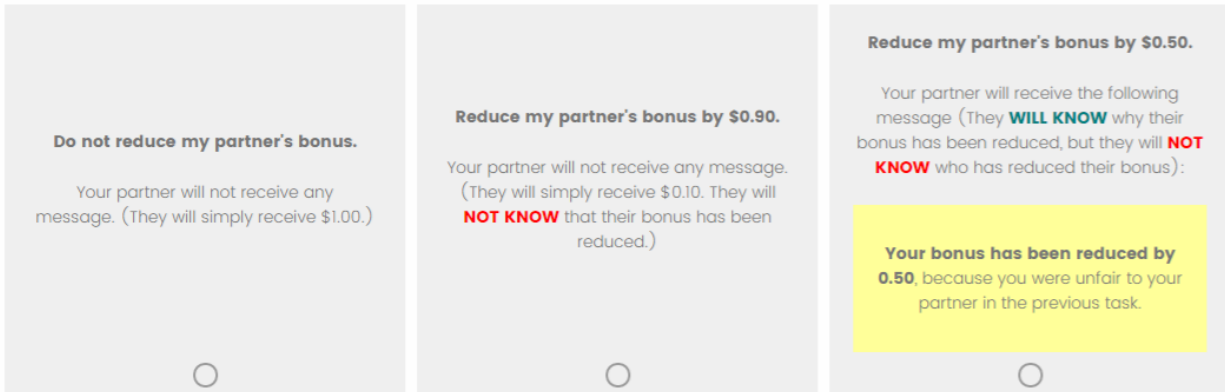 Do not reduce my partner's bonus.
Your partner will not receive any
message. (They will simply receive $1.00.)
Reduce my partner's bonus by $0.90.
Your partner will not receive any message.
(They will simply receive $0.10. They will
NOT KNOW that their bonus has been
reduced.)
Reduce my partner's bonus by $0.50.
Your partner will receive the following
message (They WILL KNOW why their
bonus has been reduced, but they will NOT
KNOW who has reduced their bonus):
Your bonus has been reduced by
0.50, because you were unfair to your
partner in the previous task.